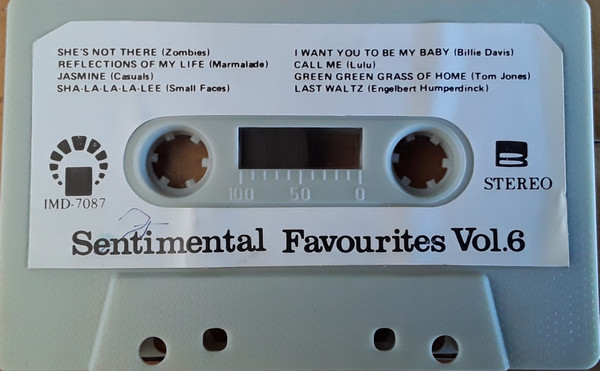 SHE'S NOT THERE (Zombies)
REFLECTIONS OF MY LIFE (Marmalade)
JASMINE (Casuals)
SHA-LA-LA-LA-LEE (Small Faces)
I WANT YOU TO BE MY BABY (Billie Davis)
CALL ME (Lulu)
GREEN GREEN GRASS OF HOME (Tom Jones)
LAST WALTZ (Engelbert Humperdinck)
IMD-7087
100 50 0
B
STEREO
Sentimental Favourites Vol.6